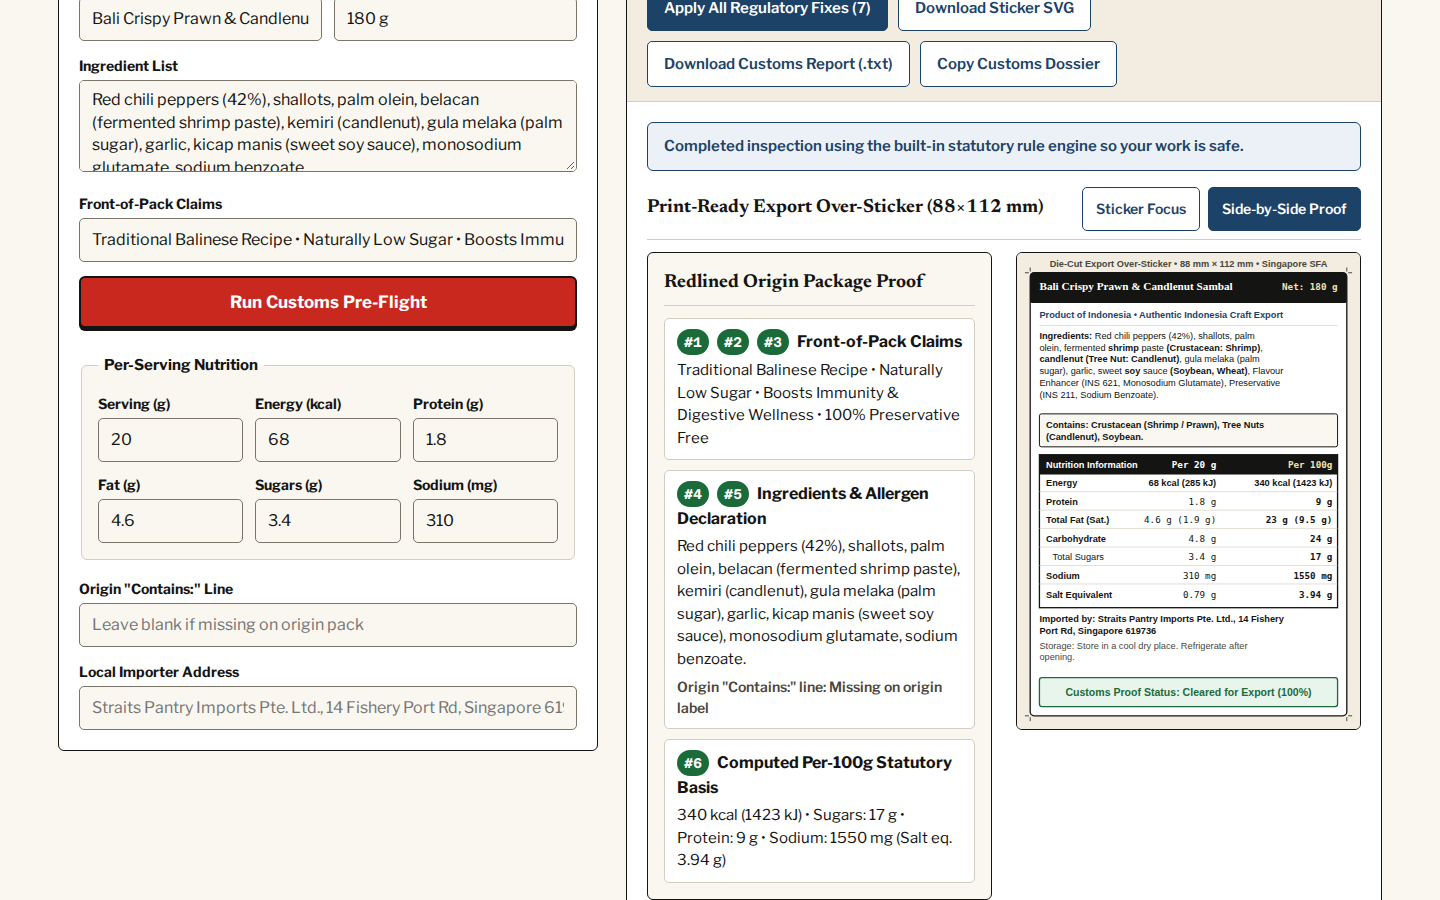 Apply All Regulatory Fixes (7)
Download Sticker SVG
Download Customs Report (.txt)
Copy Customs Dossier
Bali Crispy Prawn & Candlenu
180 g
Ingredient List
Red chili peppers (42%), shallots, palm olein, belacan
(fermented shrimp paste), kemiri (candlenut), gula melaka (palm
sugar), garlic, kicap manis (sweet soy sauce), monosodium
glutamate, sodium benzoate
Front-of-Pack Claims
Traditional Balinese Recipe • Naturally Low Sugar • Boosts Immu
Run Customs Pre-Flight
Per-Serving Nutrition
Serving (g)
Energy (kcal)
Protein (g)
20
68
1.8
Fat (g)
Sugars (g)
Sodium (mg)
4.6
3.4
310
Origin "Contains:" Line
Leave blank if missing on origin pack
Local Importer Address
Straits Pantry Imports Pte. Ltd., 14 Fishery Port Rd, Singapore 619
Completed inspection using the built-in statutory rule engine so your work is safe.
Print-Ready Export Over-Sticker (88×112 mm)
Sticker Focus
Side-by-Side Proof
Redlined Origin Package Proof
#1 #2 #3 Front-of-Pack Claims
Traditional Balinese Recipe • Naturally
Low Sugar • Boosts Immunity &
Digestive Wellness • 100% Preservative
Free
#4 #5 Ingredients & Allergen
Declaration
Red chili peppers (42%), shallots, palm
olein, belacan (fermented shrimp paste),
kemiri (candlenut), gula melaka (palm
sugar), garlic, kicap manis (sweet soy
sauce), monosodium glutamate, sodium
benzoate.
Origin "Contains:" line: Missing on origin
label
#6 Computed Per-100g Statutory
Basis
340 kcal (1423 kJ) • Sugars: 17 g •
Protein: 9 g • Sodium: 1550 mg (Salt eq.
3.94 g)
Die-Cut Export Over-Sticker • 88 mm × 112 mm • Singapore SFA
Bali Crispy Prawn & Candlenut Sambal
Net: 180 g
Product of Indonesia • Authentic Indonesia Craft Export
Ingredients: Red chili peppers (42%), shallots, palm
olein, fermented shrimp paste (Crustacean: Shrimp),
candlenut (Tree Nut: Candlenut), gula melaka (palm
sugar), garlic, sweet soy sauce (Soybean, Wheat), Flavour
Enhancer (INS 621, Monosodium Glutamate), Preservative
(INS 211, Sodium Benzoate).
Contains: Crustacean (Shrimp / Prawn), Tree Nuts
(Candlenut), Soybean.
Nutrition Information Per 20 g Per 100g
Energy 68 kcal (285 kJ) 340 kcal (1423 kJ)
Protein 1.8 g 9 g
Total Fat (Sat.) 4.6 g (1.9 g) 23 g (9.5 g)
Carbohydrate 4.8 g 24 g
Total Sugars 3.4 g 17 g
Sodium 310 mg 1550 mg
Salt Equivalent 0.79 g 3.94 g
Imported by: Straits Pantry Imports Pte. Ltd., 14 Fishery
Port Rd, Singapore 619736
Storage: Store in a cool dry place. Refrigerate after
opening.
Customs Proof Status: Cleared for Export (100%)